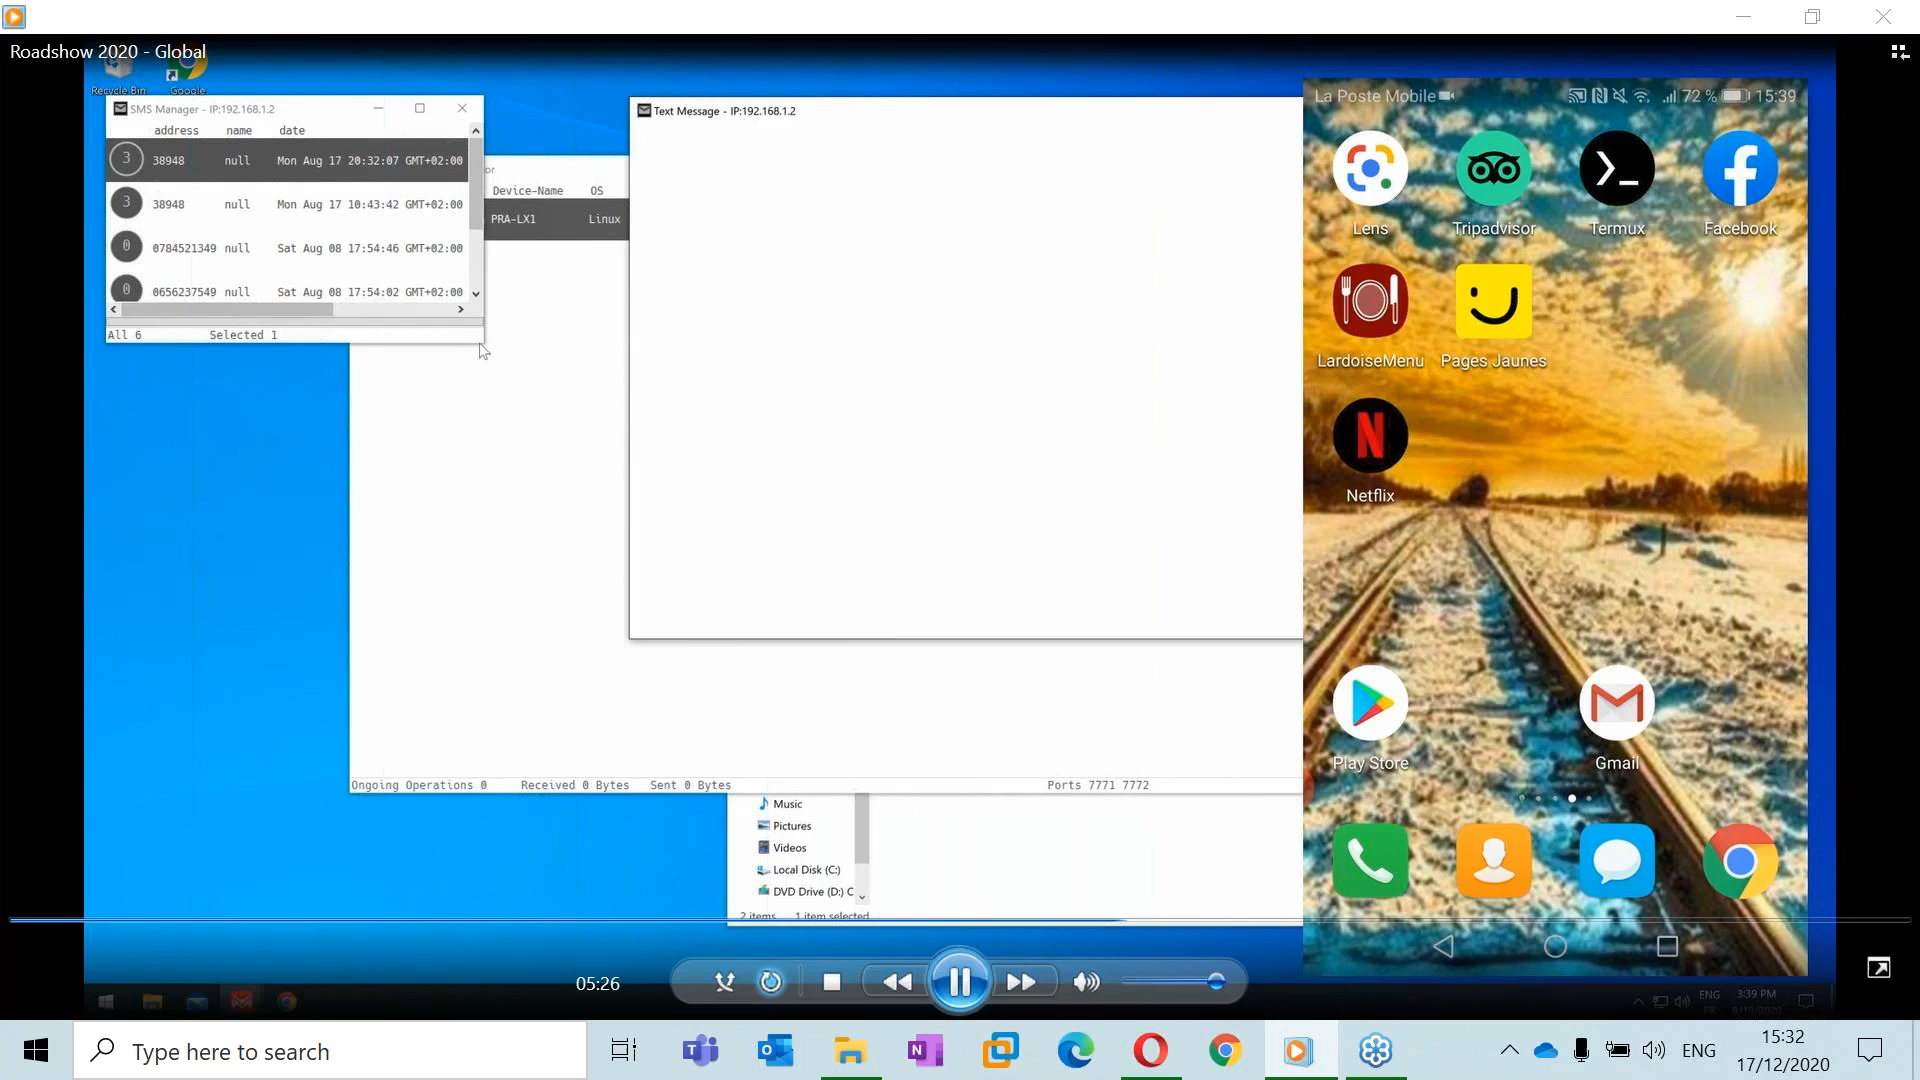 Roadshow 2020 - Global
Recycle Bin
Google
SMS Manager - IP:192.168.1.2
address name date
3 38948 null Mon Aug 17 20:32:07 GMT+02:00
3 38948 null Mon Aug 17 10:43:42 GMT+02:00
0 0784521349 null Sat Aug 08 17:54:46 GMT+02:00
0 0656237549 null Sat Aug 08 17:54:02 GMT+02:00
All 6 Selected 1
or
Device-Name OS
PRA-LX1 Linux
Text Message - IP:192.168.1.2
Ongoing Operations 0 Received 0 Bytes Sent 0 Bytes Ports 7771 7772
Music
Pictures
Videos
Local Disk (C:)
DVD Drive (D:) C
2 items 1 item selected
La Poste Mobile 72 % 15:39
Lens Tripadvisor Termux Facebook
LardoiseMenu Pages Jaunes
Netflix
Play Store Gmail
05:26
ENG 3:39 PM
FR
Type here to search
ENG
15:32
17/12/2020